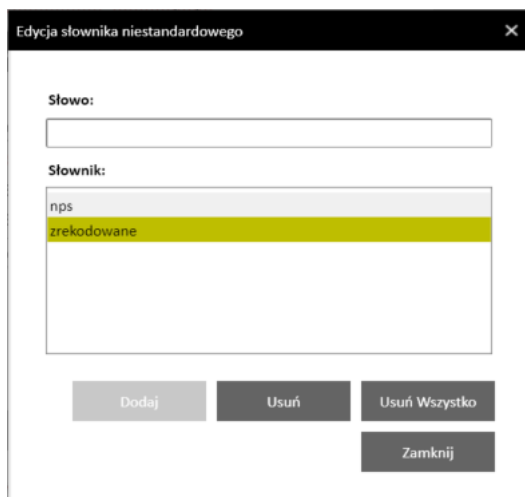 Edycja słownika niestandardowego
Słowo:
Słownik:
nps
zrekodowane
Dodaj Usuń Usuń Wszystko
Zamknij